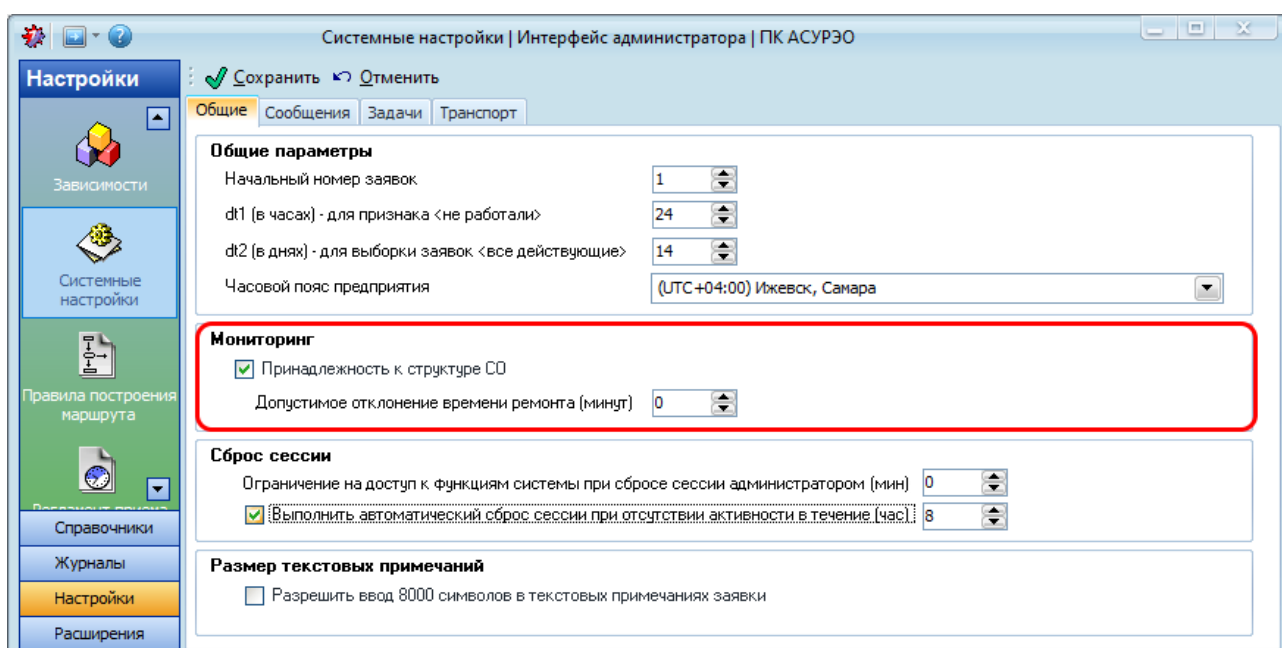 Системные настройки | Интерфейс администратора | ПК АСУРЭО
Настройки
Сохранить Отменить
Общие Сообщения Задачи Транспорт
Зависимости
Системные
настройки
Правила построения
маршрута
Справочники
Журналы
Настройки
Расширения
Общие параметры
Начальный номер заявок 1
dt1 (в часах) - для признака <не работали> 24
dt2 (в днях) - для выборки заявок <все действующие> 14
Часовой пояс предприятия (UTC+04:00) Ижевск, Самара
Мониторинг
Принадлежность к структуре СО
Допустимое отклонение времени ремонта (минут) 0
Сброс сессии
Ограничение на доступ к функциям системы при сбросе сессии администратором (мин) 0
Выполнить автоматический сброс сессии при отсутствии активности в течение (час) 8
Размер текстовых примечаний
Разрешить ввод 8000 символов в текстовых примечаниях заявки